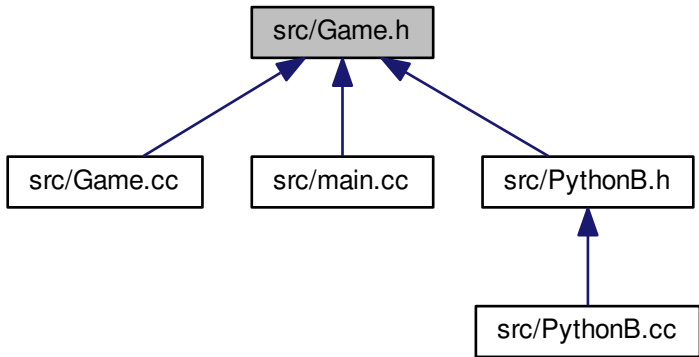 src/Game.h
src/Game.cc
src/main.cc
src/PythonB.h
src/PythonB.cc